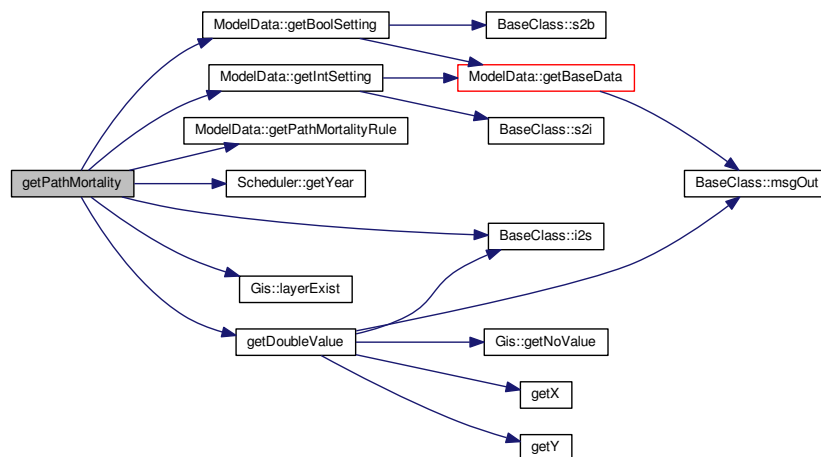 ModelData::getBoolSetting
BaseClass::s2b
ModelData::getIntSetting
ModelData::getBaseData
ModelData::getPathMortalityRule
BaseClass::s2i
getPathMortality
Scheduler::getYear
BaseClass::msgOut
BaseClass::i2s
Gis::layerExist
getDoubleValue
Gis::getNoValue
getX
getY